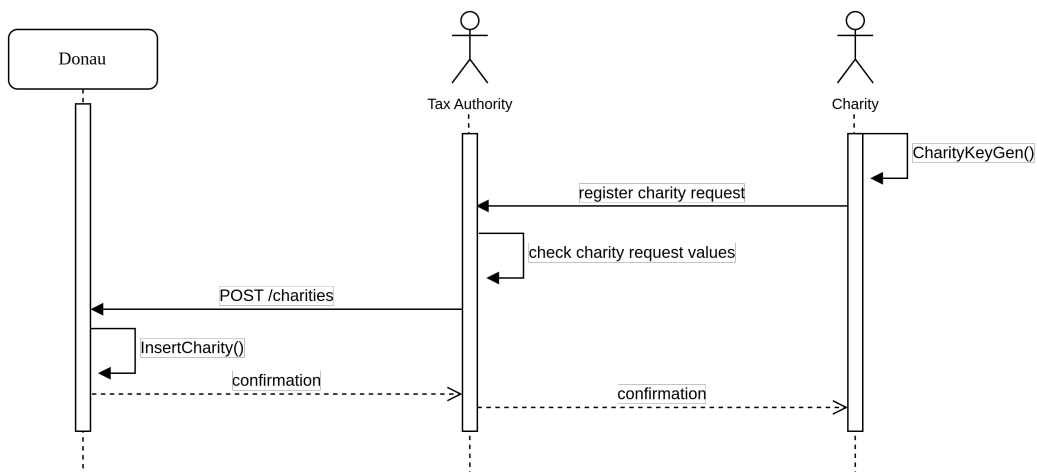 Donau
Tax Authority
Charity
CharityKeyGen()
register charity request
check charity request values
POST /charities
InsertCharity()
confirmation
confirmation